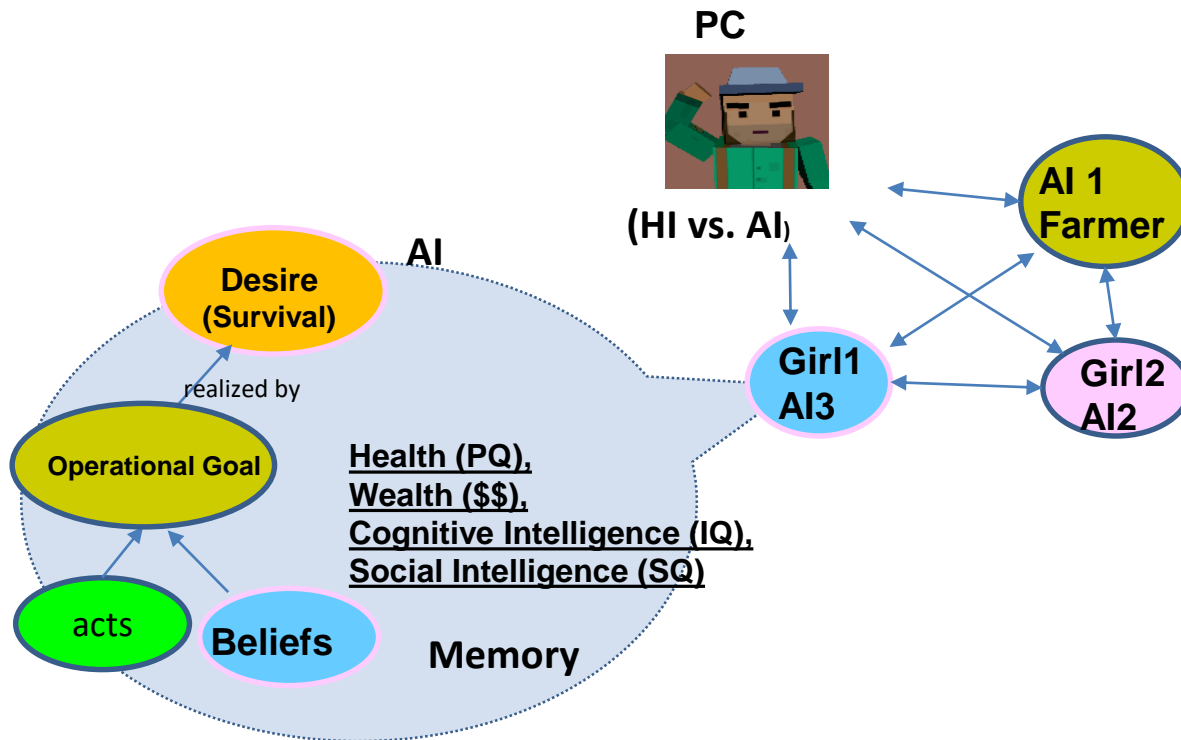 PC
(HI vs. AI)
AI 1
Farmer
Girl1
AI3
Girl2
AI2
AI
Desire
(Survival)
realized by
Operational Goal
acts
Beliefs
Health (PQ),
Wealth ($$),
Cognitive Intelligence (IQ),
Social Intelligence (SQ)
Memory